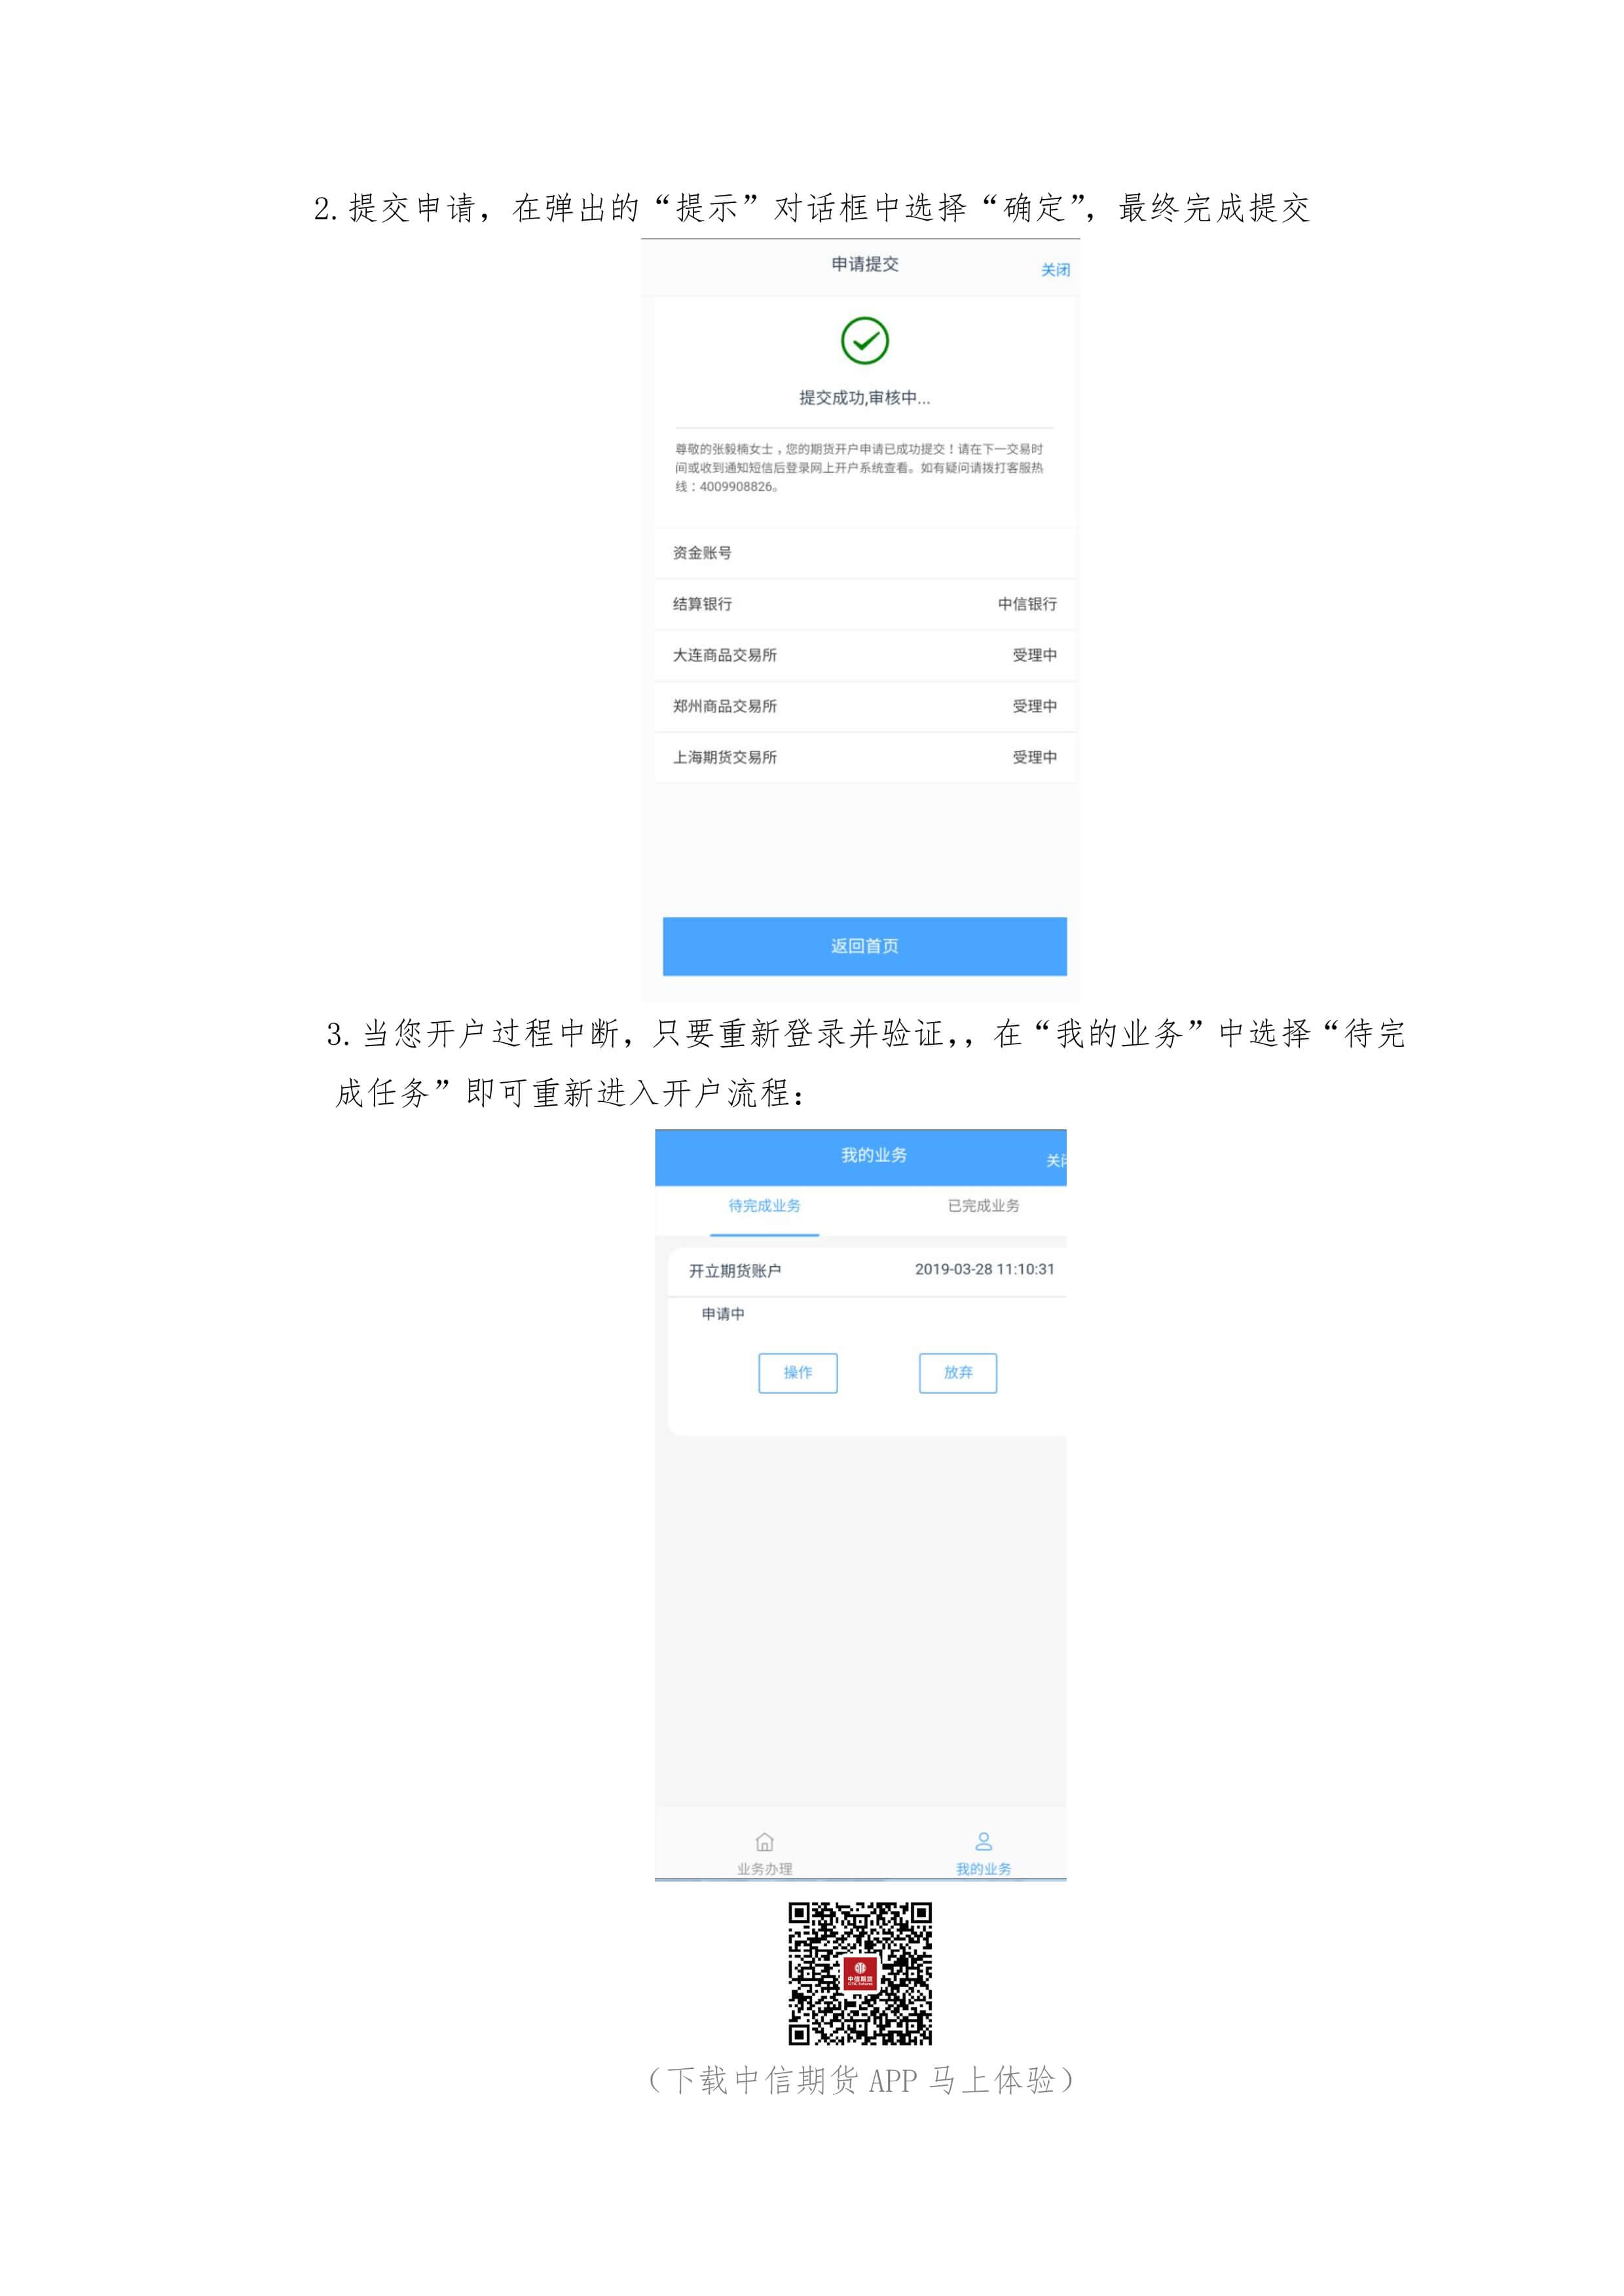 2.提交申请，在弹出的“提示”对话框中选择“确定”，最终完成提交
申请提交
关闭
提交成功,审核中...
尊敬的张毅楠女士，您的期货开户申请已成功提交！请在下一交易时
间或收到通知短信后登录网上开户系统查看。如有疑问请拨打客服热
线：4009908826。
资金账号
结算银行 中信银行
大连商品交易所 受理中
郑州商品交易所 受理中
上海期货交易所 受理中
返回首页
3.当您开户过程中断，只要重新登录并验证,，在“我的业务”中选择“待完
成任务”即可重新进入开户流程：
我的业务
关闭
待完成业务 已完成业务
开立期货账户 2019-03-28 11:10:31
申请中
操作 放弃
业务办理 我的业务
中信期货
CITIC Futures
（下载中信期货 APP 马上体验）